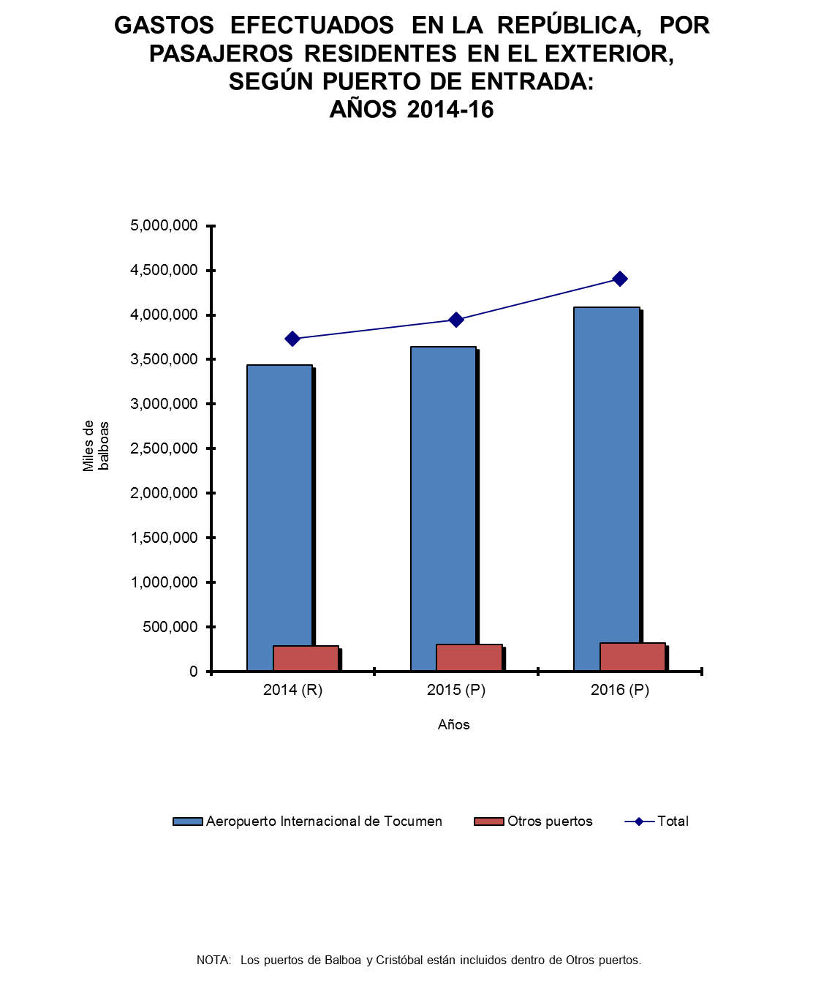 GASTOS EFECTUADOS EN LA REPÚBLICA, POR
PASAJEROS RESIDENTES EN EL EXTERIOR,
SEGÚN PUERTO DE ENTRADA:
AÑOS 2014-16
5,000,000
4,500,000
4,000,000
3,500,000
3,000,000
2,500,000
2,000,000
1,500,000
1,000,000
500,000
0
Miles de
balboas
2014 (R)
2015 (P)
2016 (P)
Años
Aeropuerto Internacional de Tocumen
Otros puertos
Total
NOTA: Los puertos de Balboa y Cristóbal están incluidos dentro de Otros puertos.